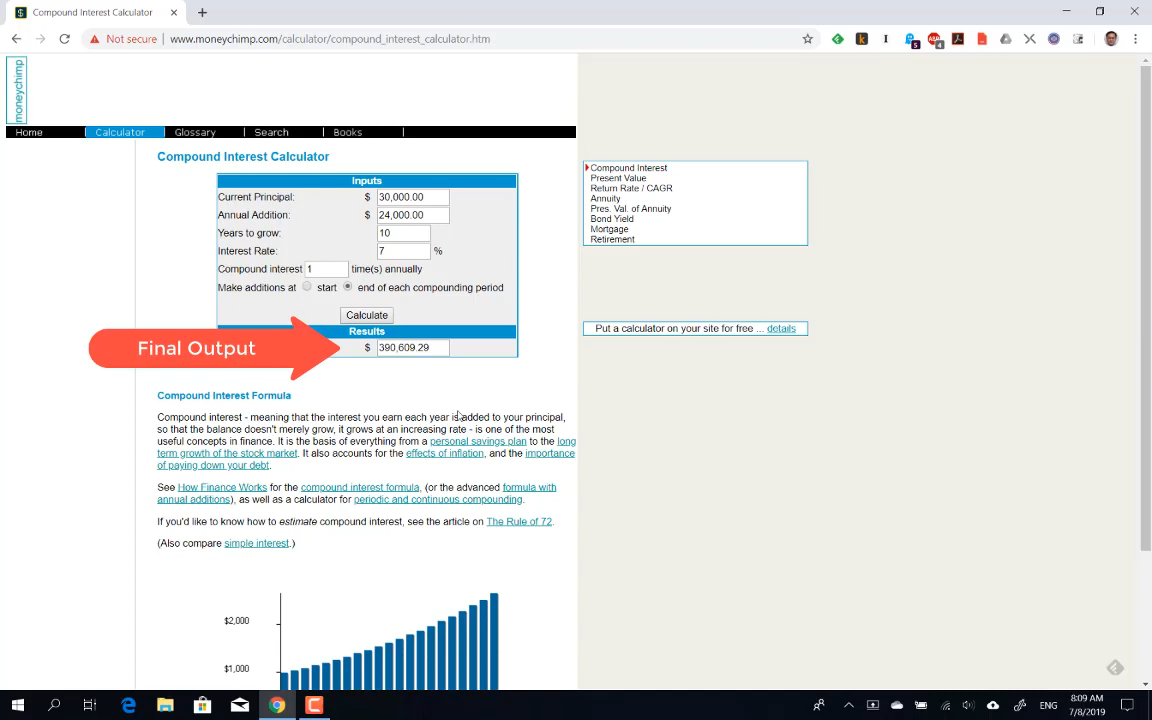 Compound Interest Calculator
Not secure
www.moneychimp.com/calculator/compound_interest_calculator.htm
5
4
moneychimp
Home
Calculator
Glossary
Search
Books
Compound Interest Calculator
Inputs
Current Principal: $ 30,000.00
Annual Addition: $ 24,000.00
Years to grow: 10
Interest Rate: 7 %
Compound interest 1 time(s) annually
Make additions at start end of each compounding period
Calculate
Results
Final Output
$ 390,609.29
Compound Interest
Present Value
Return Rate / CAGR
Annuity
Pres. Val. of Annuity
Bond Yield
Mortgage
Retirement
Put a calculator on your site for free ... details
Compound Interest Formula
Compound interest - meaning that the interest you earn each year is added to your principal,
so that the balance doesn't merely grow, it grows at an increasing rate - is one of the most
useful concepts in finance. It is the basis of everything from a personal savings plan to the long
term growth of the stock market. It also accounts for the effects of inflation, and the importance
of paying down your debt.
See How Finance Works for the compound interest formula, (or the advanced formula with
annual additions), as well as a calculator for periodic and continuous compounding.
If you'd like to know how to estimate compound interest, see the article on The Rule of 72.
(Also compare simple interest.)
$2,000
$1,000
ENG
8:09 AM
7/8/2019